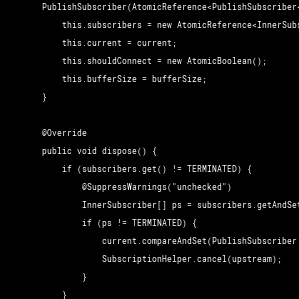 PublishSubscriber(AtomicReference<PublishSubscriber<
this.subscribers = new AtomicReference<InnerSubs
this.current = current;
this.shouldConnect = new AtomicBoolean();
this.bufferSize = bufferSize;
}
@Override
public void dispose() {
if (subscribers.get() != TERMINATED) {
@SuppressWarnings("unchecked")
InnerSubscriber[] ps = subscribers.getAndSet
if (ps != TERMINATED) {
current.compareAndSet(PublishSubscriber
SubscriptionHelper.cancel(upstream);
}
}